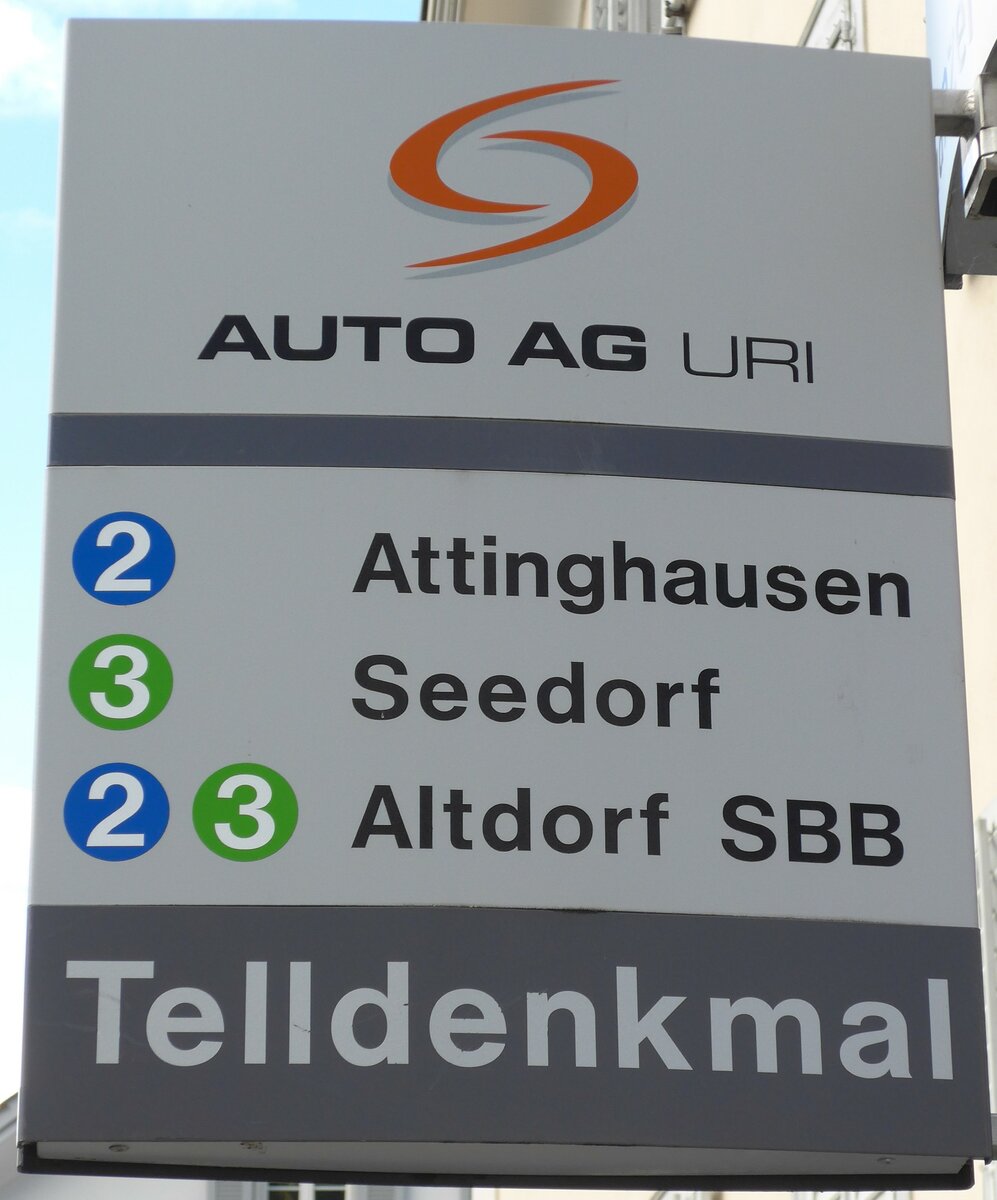 AUTO AG URI
2 Attinghausen
3 Seedorf
2 3 Altdorf SBB
Telldenkmal